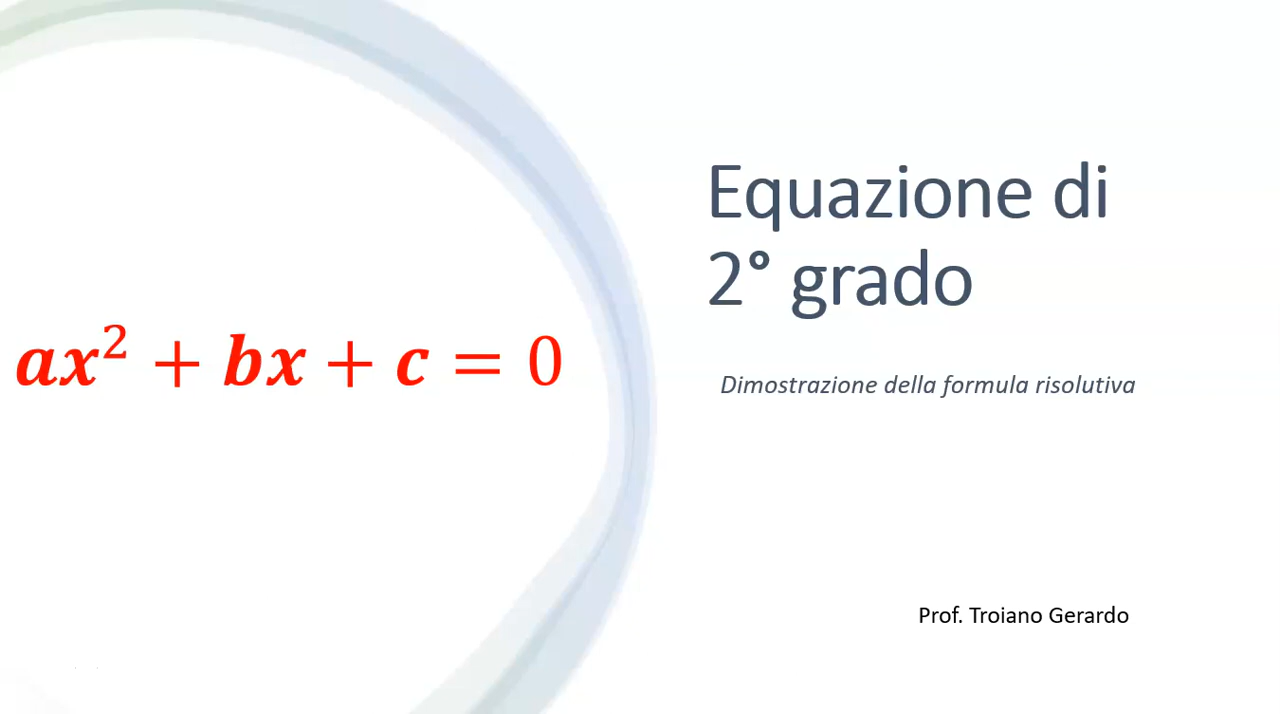 ax² + bx + c = 0
Equazione di
2° grado
Dimostrazione della formula risolutiva
Prof. Troiano Gerardo